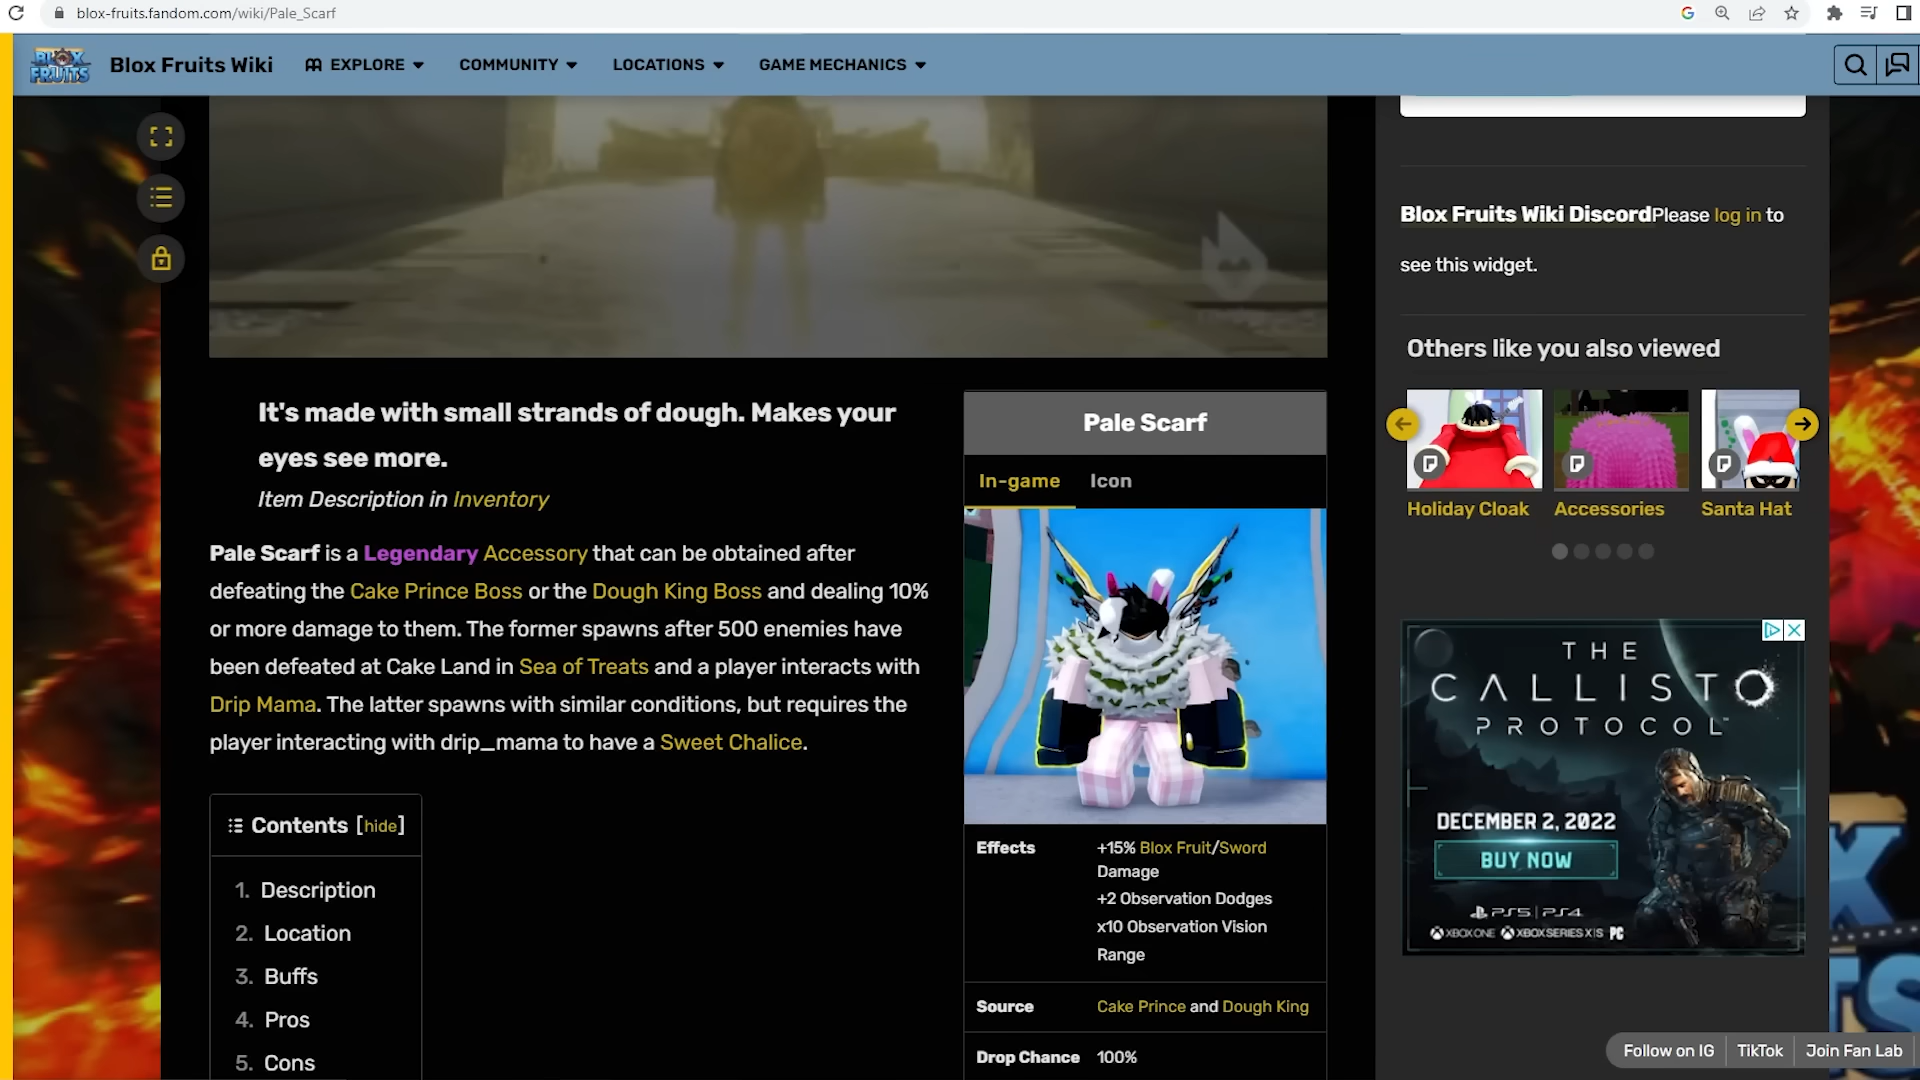 blox-fruits.fandom.com/wiki/Pale_Scarf
BLOX FRUITS
Blox Fruits Wiki
EXPLORE
COMMUNITY
LOCATIONS
GAME MECHANICS
It's made with small strands of dough. Makes your
eyes see more.
Item Description in Inventory
Pale Scarf is a Legendary Accessory that can be obtained after
defeating the Cake Prince Boss or the Dough King Boss and dealing 10%
or more damage to them. The former spawns after 500 enemies have
been defeated at Cake Land in Sea of Treats and a player interacts with
Drip Mama. The latter spawns with similar conditions, but requires the
player interacting with drip_mama to have a Sweet Chalice.
Contents [hide]
1. Description
2. Location
3. Buffs
4. Pros
5. Cons
Pale Scarf
In-game
Icon
Effects
+15% Blox Fruit/Sword
Damage
+2 Observation Dodges
x10 Observation Vision
Range
Source
Cake Prince and Dough King
Drop Chance
100%
Blox Fruits Wiki DiscordPlease log in to
see this widget.
Others like you also viewed
Holiday Cloak
Accessories
Santa Hat
THE
CALLISTO
PROTOCOL™
DECEMBER 2, 2022
BUY NOW
PS5 | PS4
XBOX ONE XBOX SERIES X|S PC
Follow on IG
TikTok
Join Fan Lab